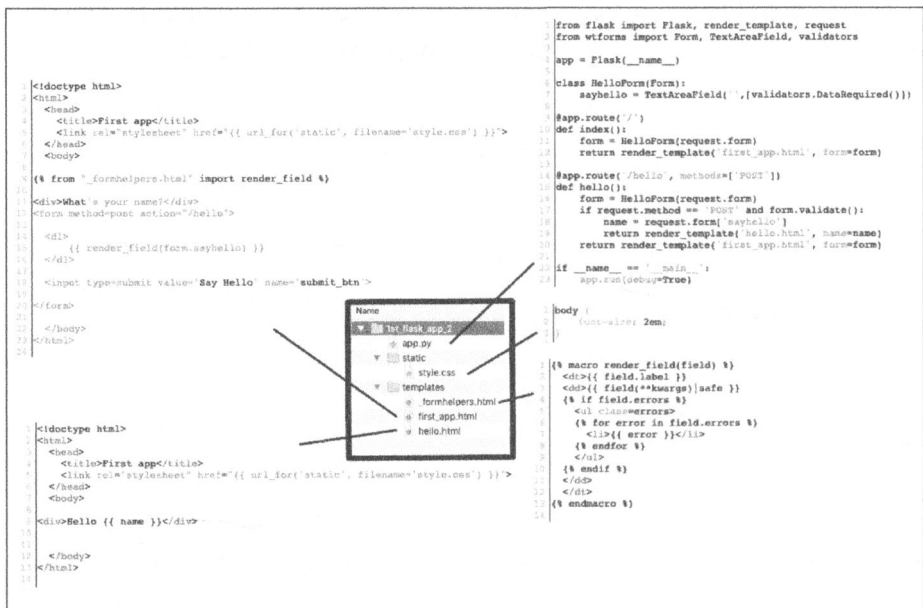 <!doctype html>
<html>
<head>
<title>First app</title>
<link rel="stylesheet" href="{{ url_for('static', filename='style.css') }}">
</head>
<body>
{% from "_formhelpers.html" import render_field %}
<div>What's your name?</div>
<form method=post action="/hello">
<dl>
{{ render_field(form.sayhello) }}
</dl>
<input type=submit value='Say Hello' name='submit_btn'>
</form>
</body>
</html>
<!doctype html>
<html>
<head>
<title>First app</title>
<link rel="stylesheet" href="{{ url_for('static', filename='style.css') }}">
</head>
<body>
<div>Hello {{ name }}</div>
</body>
</html>
Name
1st_flask_app_2
app.py
static
style.css
templates
_formhelpers.html
first_app.html
hello.html
from flask import Flask, render_template, request
from wtforms import Form, TextAreaField, validators
app = Flask(__name__)
class HelloForm(Form):
sayhello = TextAreaField('',[validators.DataRequired()])
@app.route('/')
def index():
form = HelloForm(request.form)
return render_template('first_app.html', form=form)
@app.route('/hello', methods=['POST'])
def hello():
form = HelloForm(request.form)
if request.method == 'POST' and form.validate():
name = request.form['sayhello']
return render_template('hello.html', name=name)
return render_template('first_app.html', form=form)
if __name__ == '__main__':
app.run(debug=True)
body {
font-size: 2em;
}
{% macro render_field(field) %}
<dt>{{ field.label }}
<dd>{{ field(**kwargs)|safe }}
{% if field.errors %}
<ul class=errors>
{% for error in field.errors %}
<li>{{ error }}</li>
{% endfor %}
</ul>
{% endif %}
</dd>
</dt>
{% endmacro %}